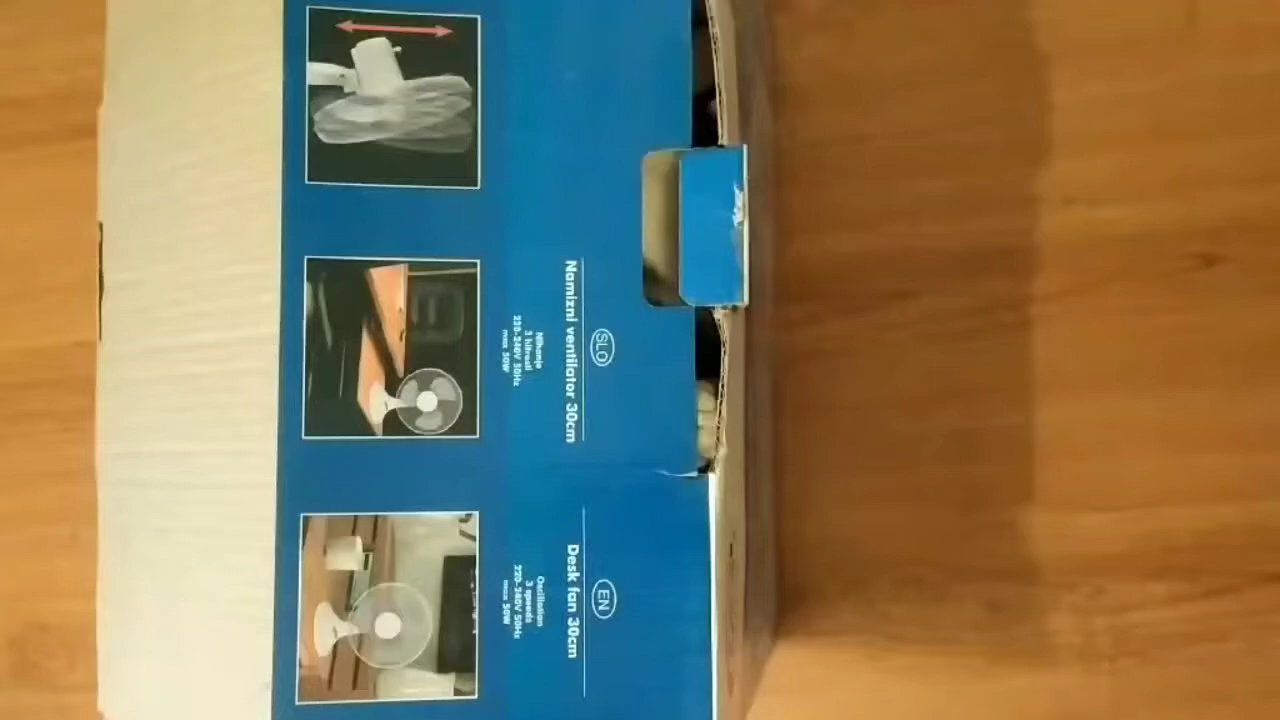 SLO
Namizni ventilator 30cm
Nihanje
3 hitrosti
220-240V 50Hz
max 50W
EN
Desk fan 30cm
Oscillation
3 speeds
220-240V 50Hz
max 50W